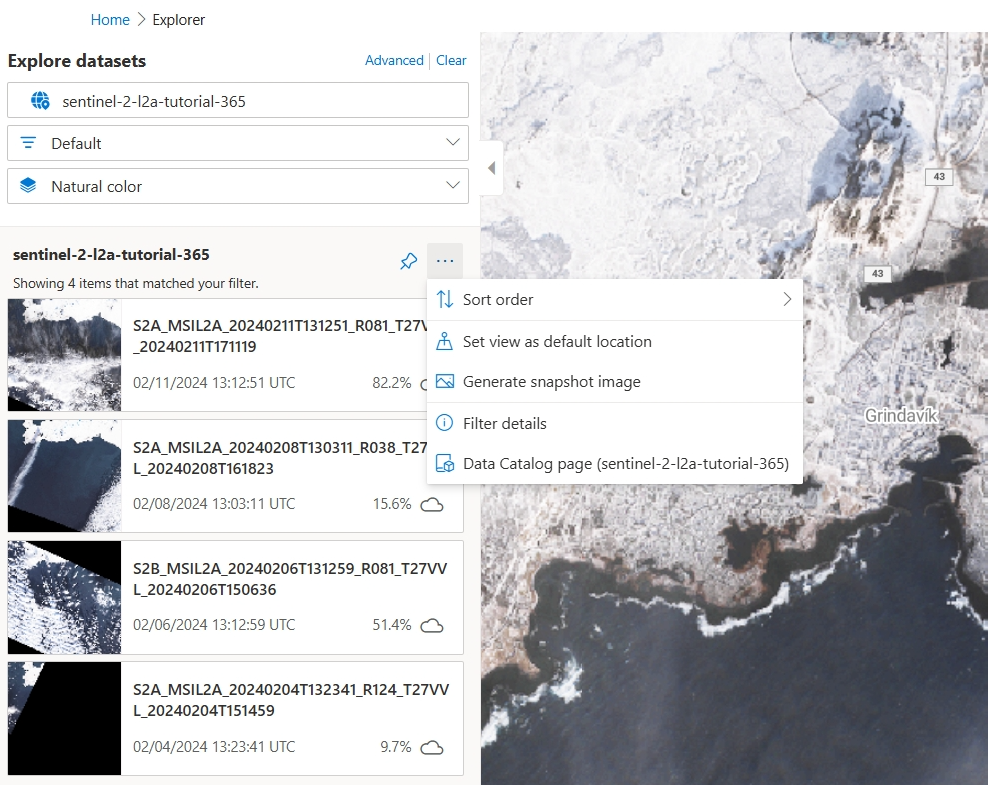 Home > Explorer
Explore datasets
Advanced | Clear
sentinel-2-l2a-tutorial-365
Default
Natural color
43
sentinel-2-l2a-tutorial-365
...
Showing 4 items that matched your filter.
43
Sort order
S2A_MSIL2A_20240211T131251_R081_T27V
_20240211T171119
Set view as default location
02/11/2024 13:12:51 UTC 82.2%
Generate snapshot image
Grindavík
Filter details
S2A_MSIL2A_20240208T130311_R038_T27
L_20240208T161823
Data Catalog page (sentinel-2-l2a-tutorial-365)
02/08/2024 13:03:11 UTC 15.6%
S2B_MSIL2A_20240206T131259_R081_T27VV
L_20240206T150636
02/06/2024 13:12:59 UTC 51.4%
S2A_MSIL2A_20240204T132341_R124_T27VV
L_20240204T151459
02/04/2024 13:23:41 UTC 9.7%